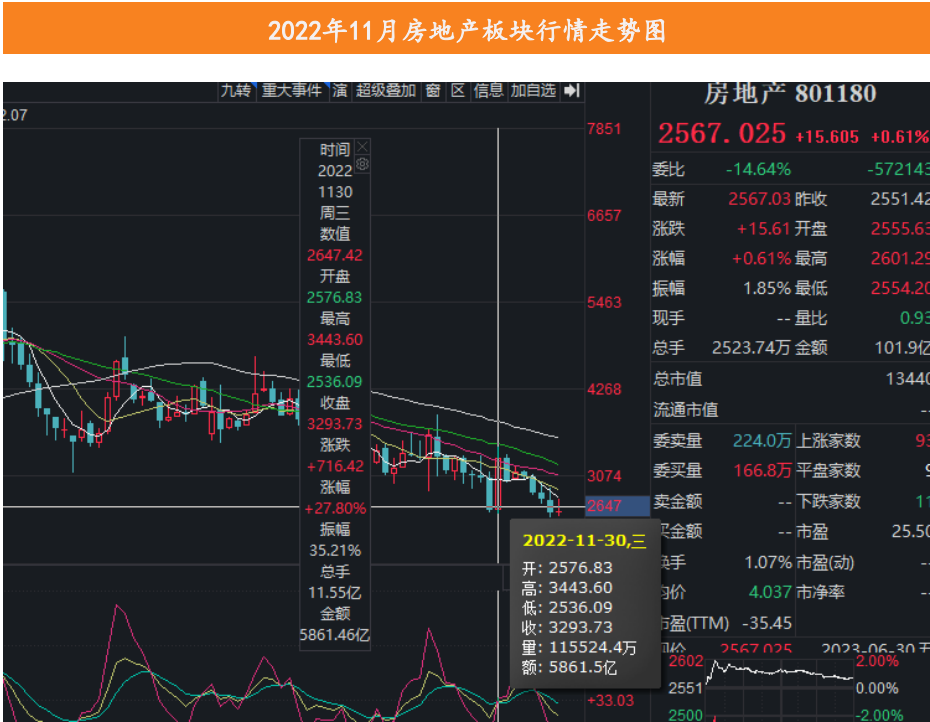 2022年11月房地产板块行情走势图
九转 重大事件 演 超级叠加 窗 区 信息 加自选
2.07
时间
2022
1130
周三
数值
2647.42
开盘
2576.83
最高
3443.60
最低
2536.09
收盘
3293.73
涨跌
+716.42
涨幅
+27.80%
振幅
35.21%
总手
11.55亿
金额
5861.46亿
7851
6657
5463
4268
3074
2647
+33.03
2022-11-30,三
开: 2576.83
高: 3443.60
低: 2536.09
收: 3293.73
量: 115524.4万
额: 5861.5亿
房地产 801180
2567.025 +15.605 +0.61%
委比 -14.64% -572143
最新 2567.03 昨收 2551.42
涨跌 +15.61 开盘 2555.63
涨幅 +0.61% 最高 2601.29
振幅 1.85% 最低 2554.20
现手 -- 量比 0.93
总手 2523.74万 金额 101.9亿
总市值 13440
流通市值 --
委卖量 224.0万 上涨家数 93
委买量 166.8万 平盘家数 9
卖金额 -- 下跌家数 11
买金额 -- 市盈 25.50
换手 1.07% 市盈(动) --
均价 4.037 市净率 --
市盈(TTM) -35.45
2567.025 2023-06-30,五
2602 2.00%
2551 0.00%
2500 -2.00%